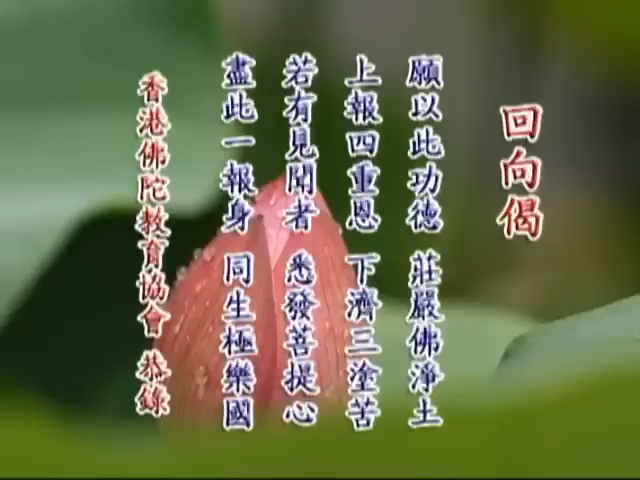 回向偈
願以此功德 莊嚴佛淨土
上報四重恩 下濟三塗苦
若有見聞者 悉發菩提心
盡此一報身 同生極樂國
香港佛陀教育協會 恭錄